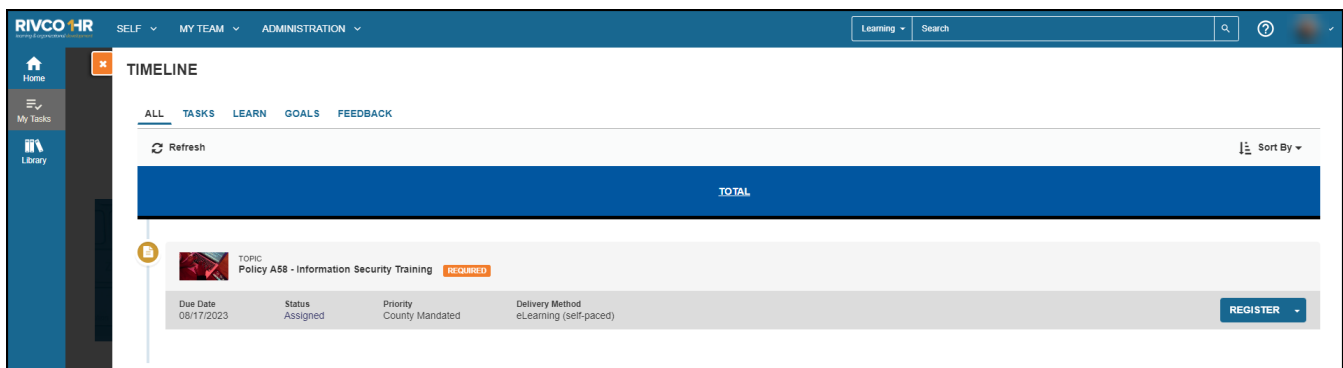 RIVCO HR
SELF MY TEAM ADMINISTRATION Learning Search
Home
My Tasks
Library
TIMELINE
ALL TASKS LEARN GOALS FEEDBACK
Refresh Sort By
TOTAL
TOPIC
Policy A58 - Information Security Training REQUIRED
Due Date Status Priority Delivery Method
08/17/2023 Assigned County Mandated eLearning (self-paced)
REGISTER